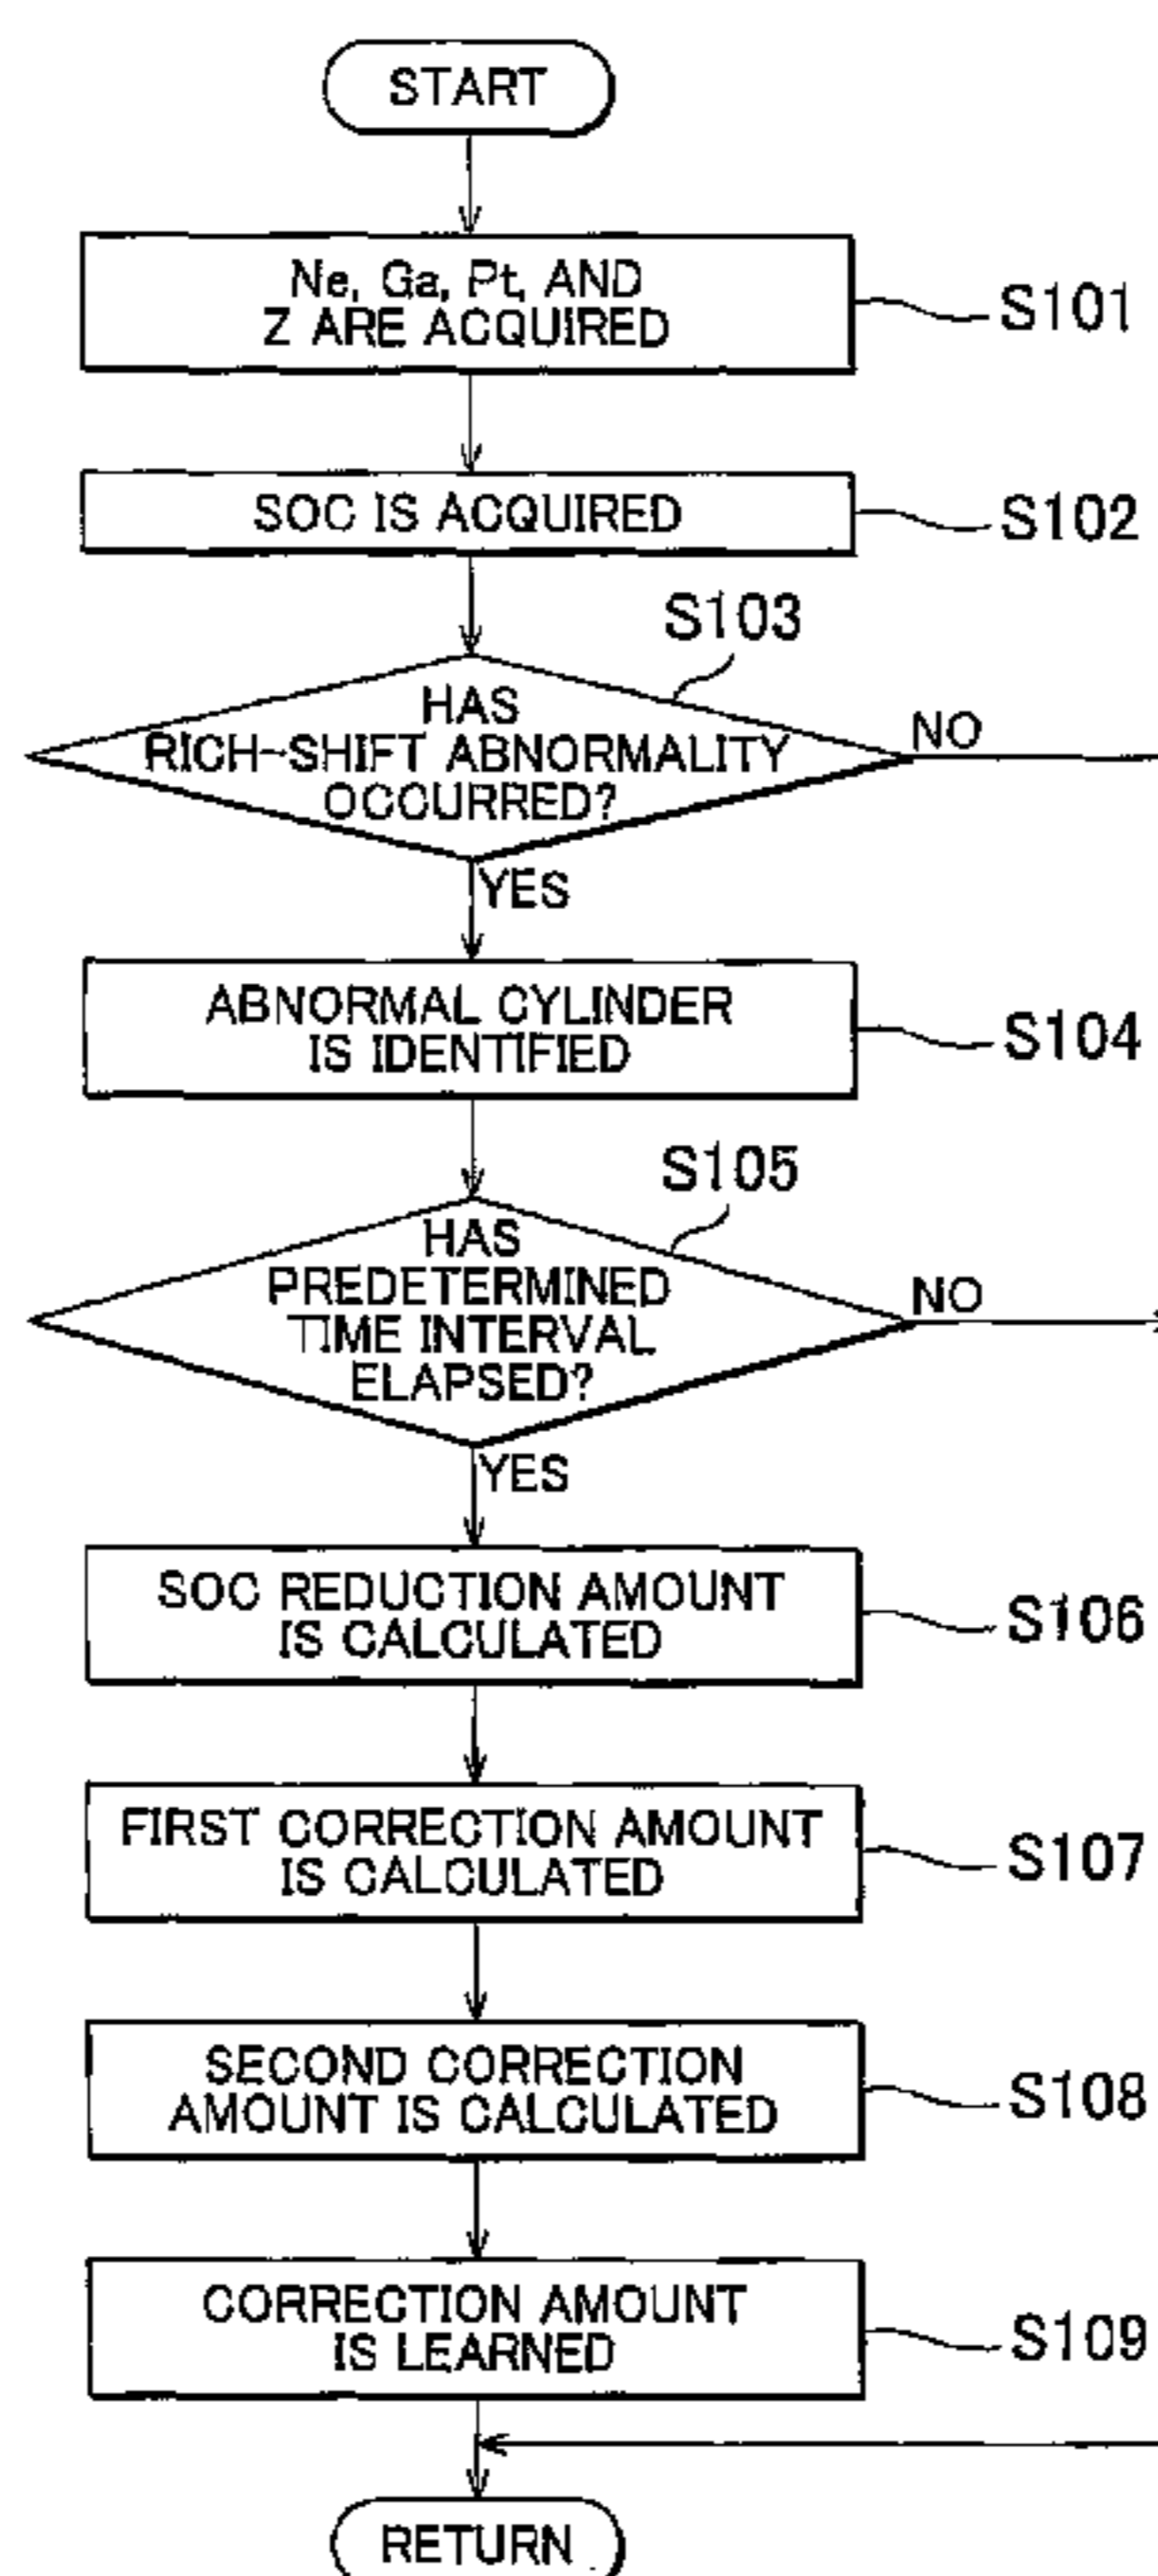 START
Ne, Ga, Pt, AND
Z ARE ACQUIRED
S101
SOC IS ACQUIRED
S102
S103
HAS
RICH-SHIFT ABNORMALITY
OCCURRED?
NO
YES
ABNORMAL CYLINDER
IS IDENTIFIED
S104
S105
HAS
PREDETERMINED
TIME INTERVAL
ELAPSED?
NO
YES
SOC REDUCTION AMOUNT
IS CALCULATED
S106
FIRST CORRECTION AMOUNT
IS CALCULATED
S107
SECOND CORRECTION
AMOUNT IS CALCULATED
S108
CORRECTION AMOUNT
IS LEARNED
S109
RETURN